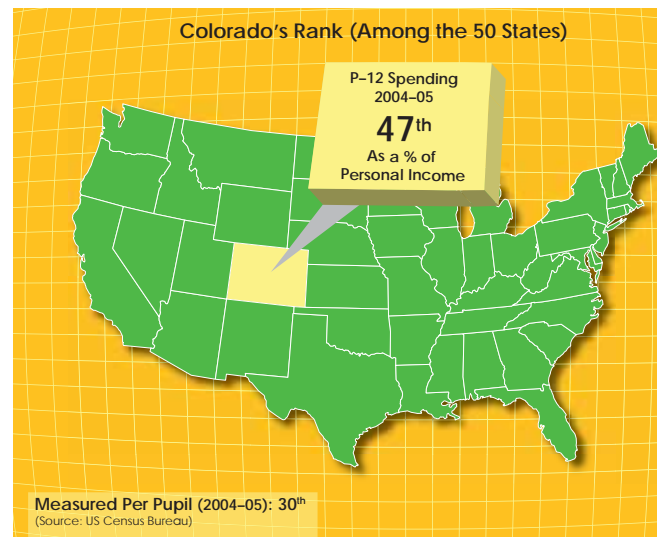 Colorado’s Rank (Among the 50 States)
P–12 Spending
2004–05
47th
As a % of
Personal Income
Measured Per Pupil (2004–05): 30th
(Source: US Census Bureau)